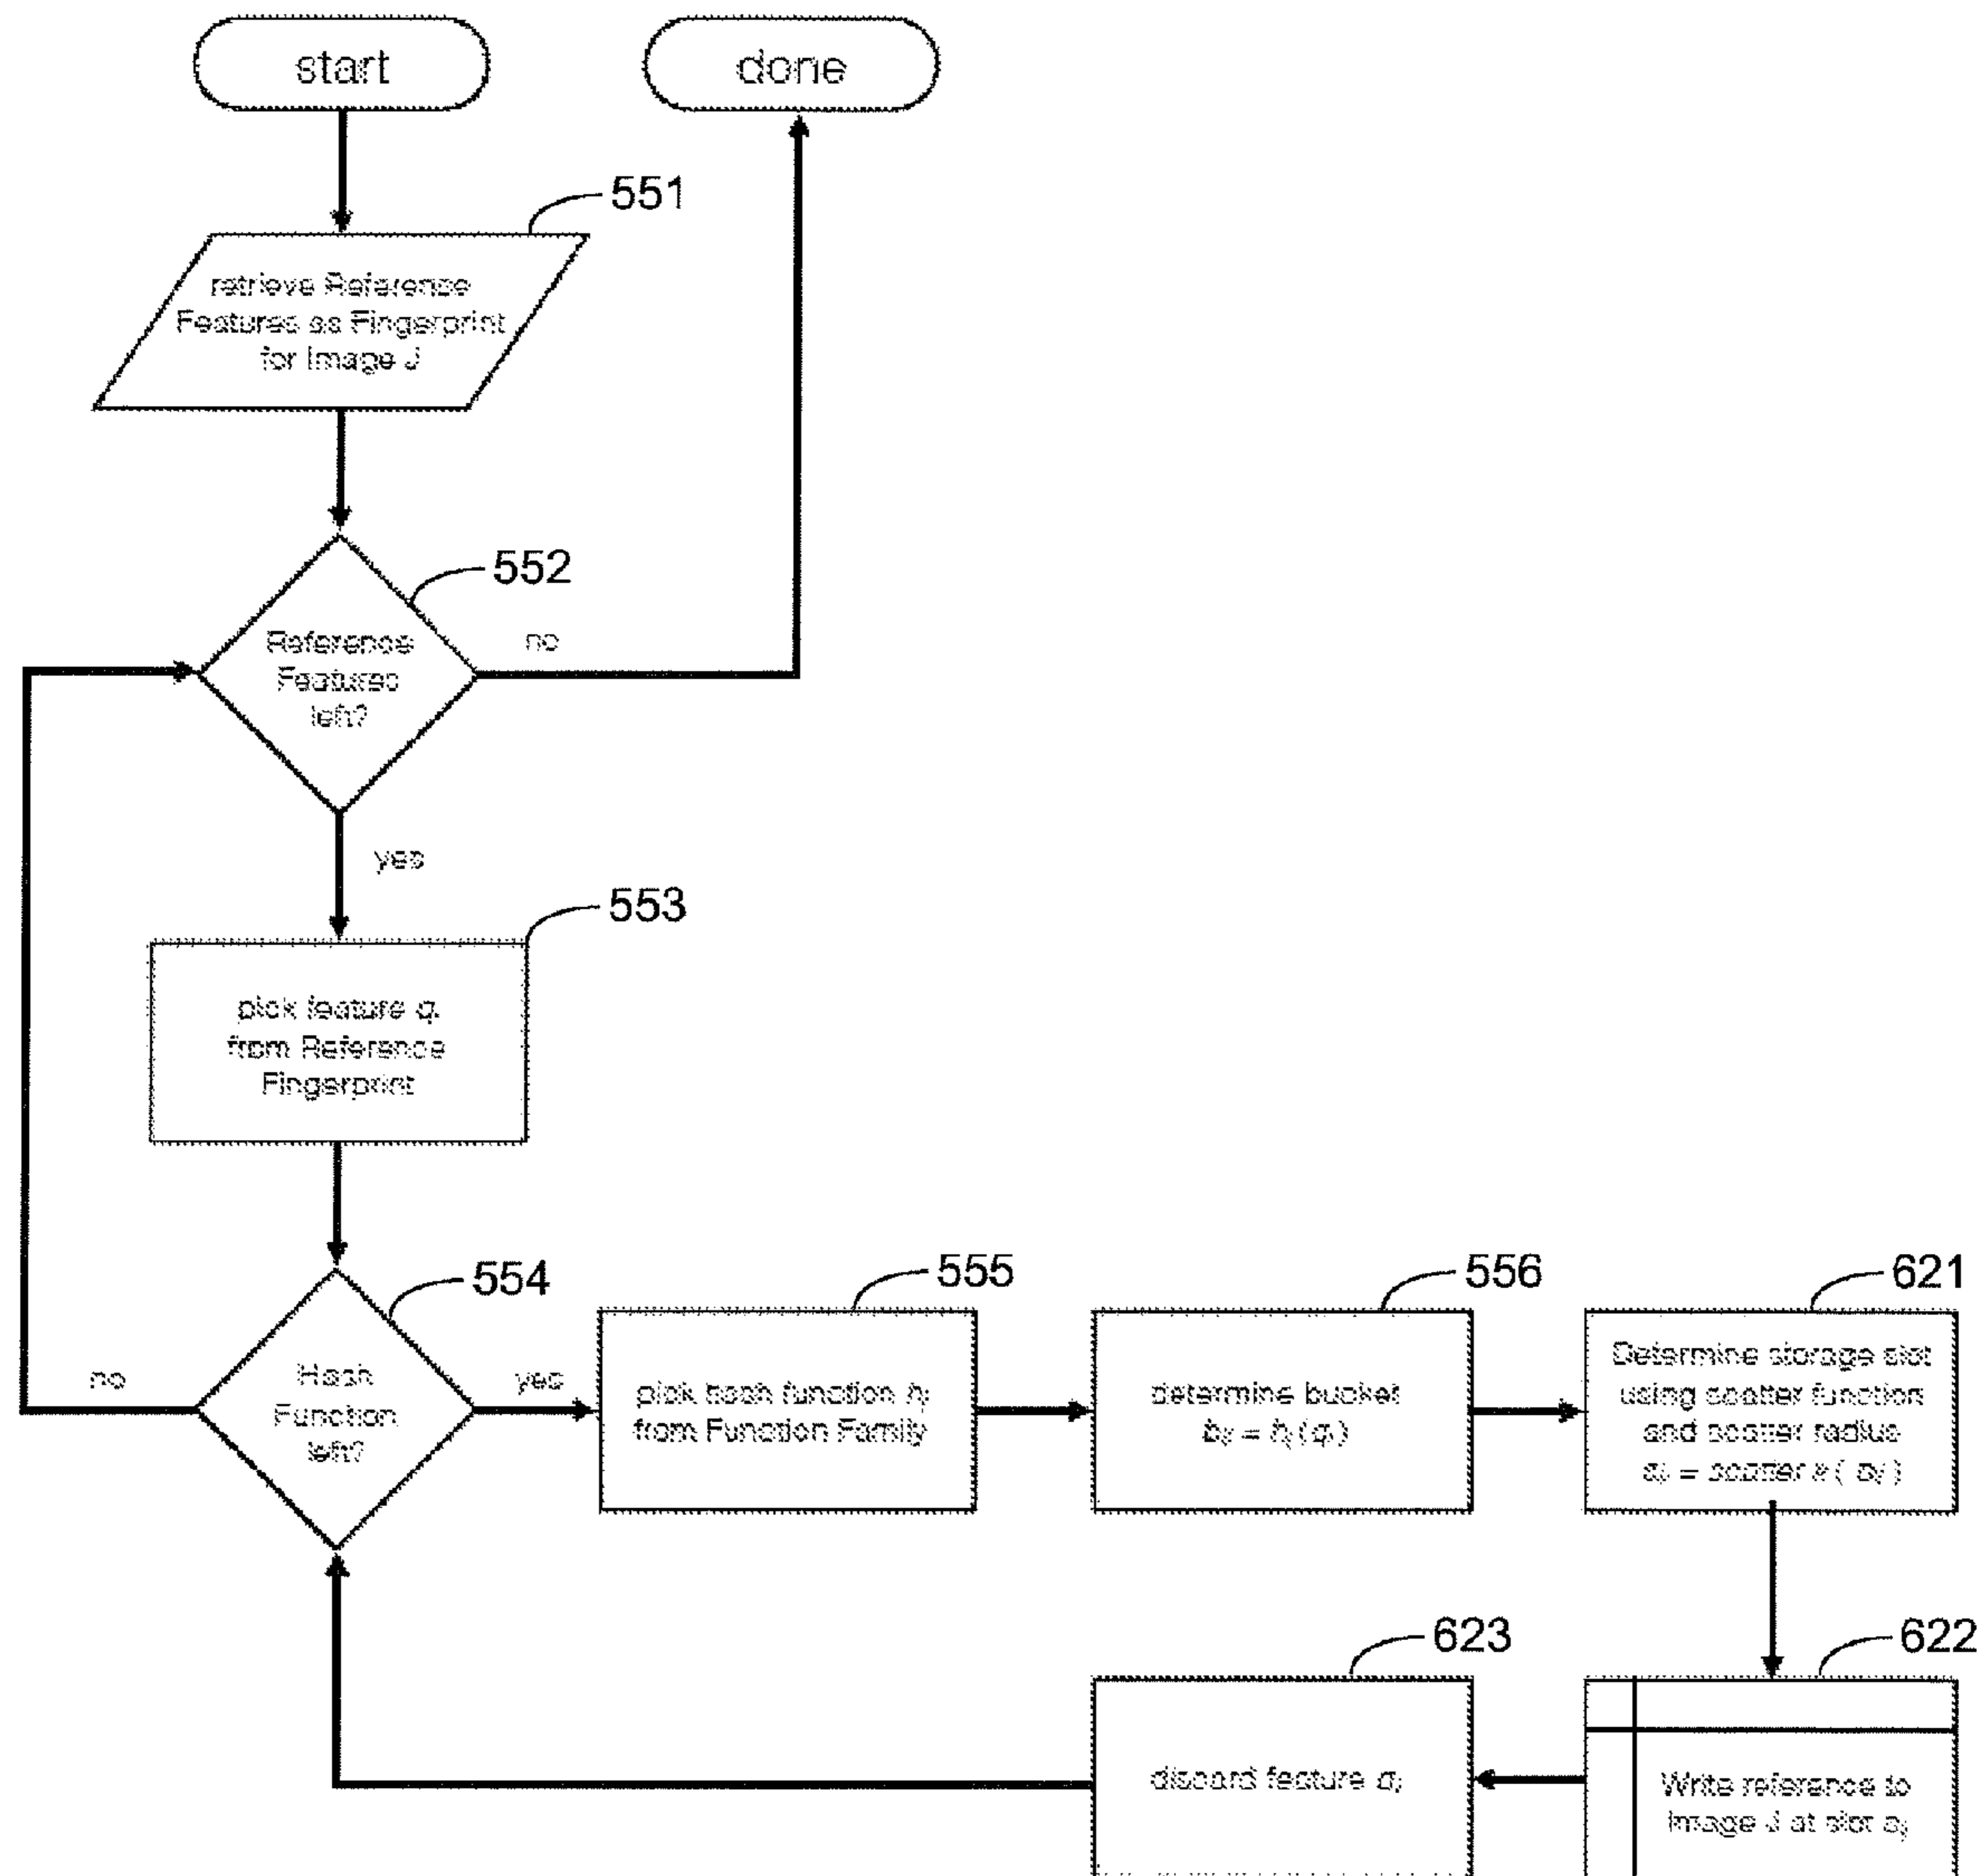 start
done
551
retrieve Reference
Features as Fingerprint
for Image J
552
Reference
Features
left?
no
yes
553
pick feature
from Reference
Fingerprint
554
Hash
Function
left?
no
yes
555
pick hash function
from Function Family
556
determine bucket
621
Determine storage slot
using scatter function
and scatter radius
622
Write reference to
Image J at slot
623
discard feature